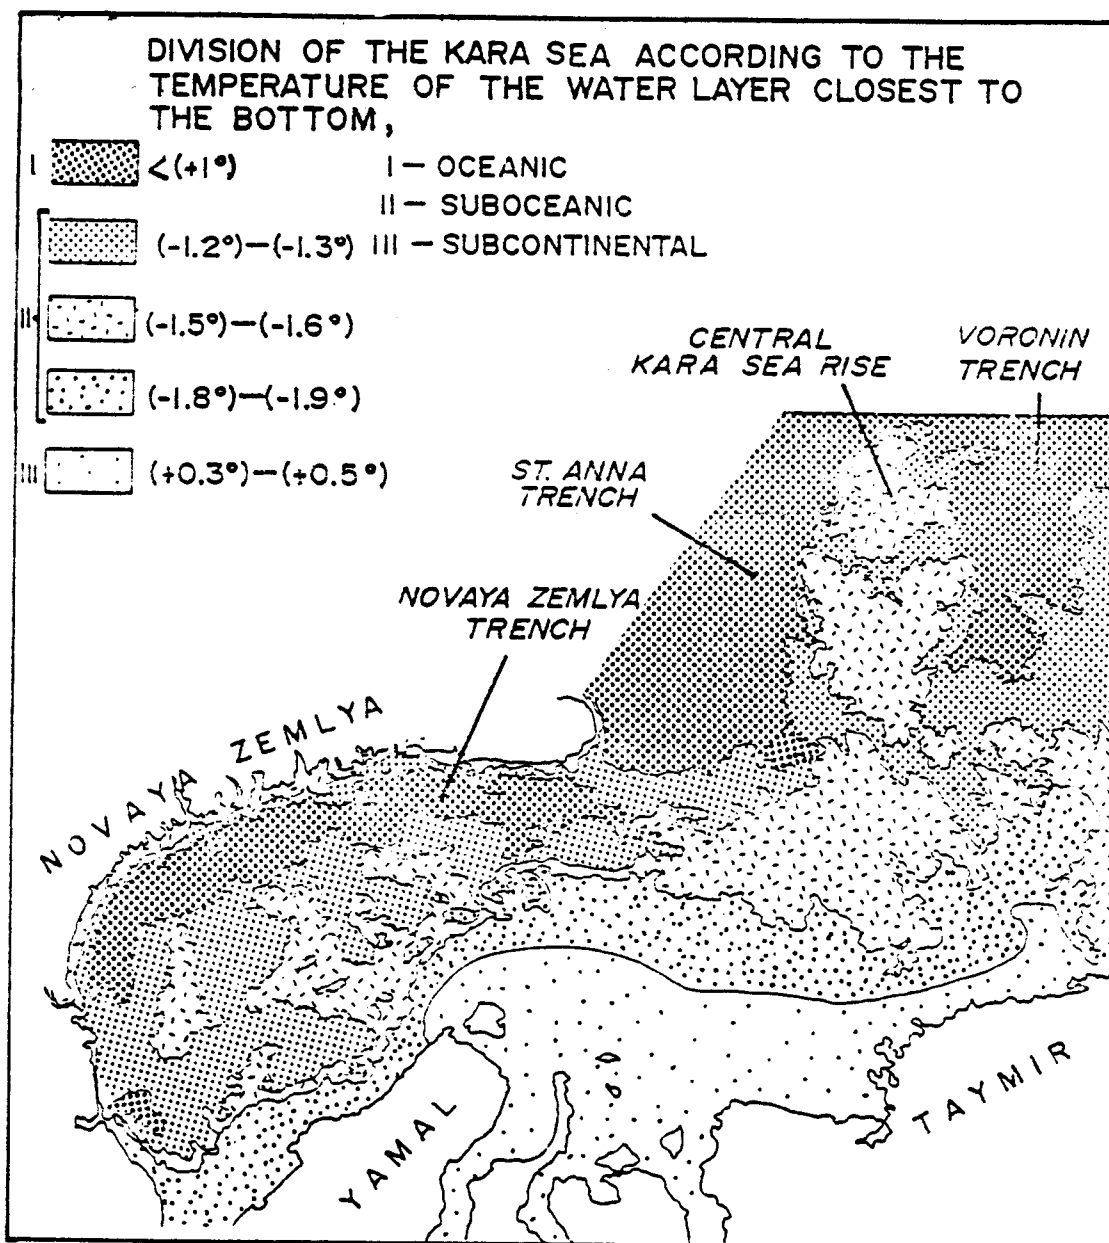 DIVISION OF THE KARA SEA ACCORDING TO THE
TEMPERATURE OF THE WATER LAYER CLOSEST TO
THE BOTTOM,
I <(+1°)
I – OCEANIC
II – SUBOCEANIC
III – SUBCONTINENTAL
II
(-1.2°)–(-1.3°)
(-1.5°)–(-1.6°)
(-1.8°)–(-1.9°)
III (+0.3°)–(+0.5°)
CENTRAL
KARA SEA RISE
VORONIN
TRENCH
ST. ANNA
TRENCH
NOVAYA ZEMLYA
TRENCH
NOVAYA ZEMLYA
YAMAL
TAYMIR